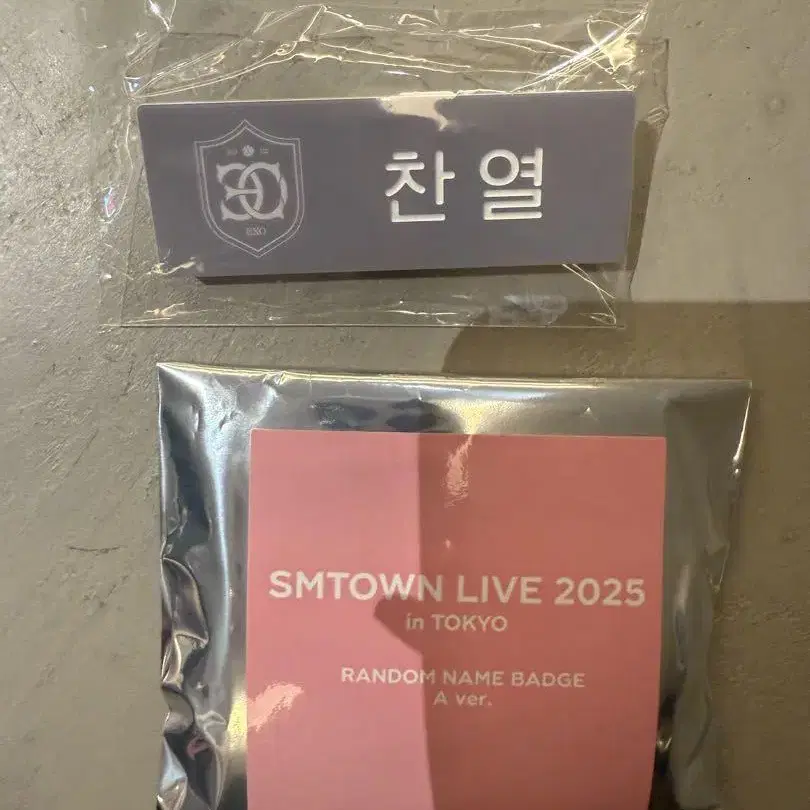 찬열
EXO
SMTOWN LIVE 2025
in TOKYO
RANDOM NAME BADGE
A ver.